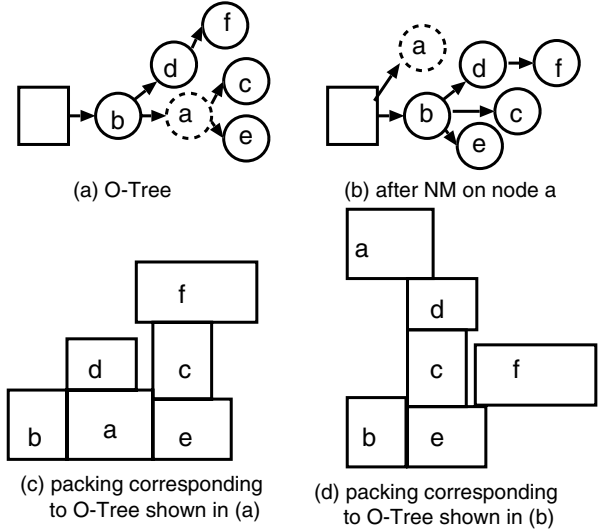 f
a
d
d
f
c
b
a
b
c
e
e
(a) O-Tree
(b) after NM on node a
a
f
d
d
c
c
f
b
a
e
b
e
(c) packing corresponding
to O-Tree shown in (a)
(d) packing corresponding
to O-Tree shown in (b)